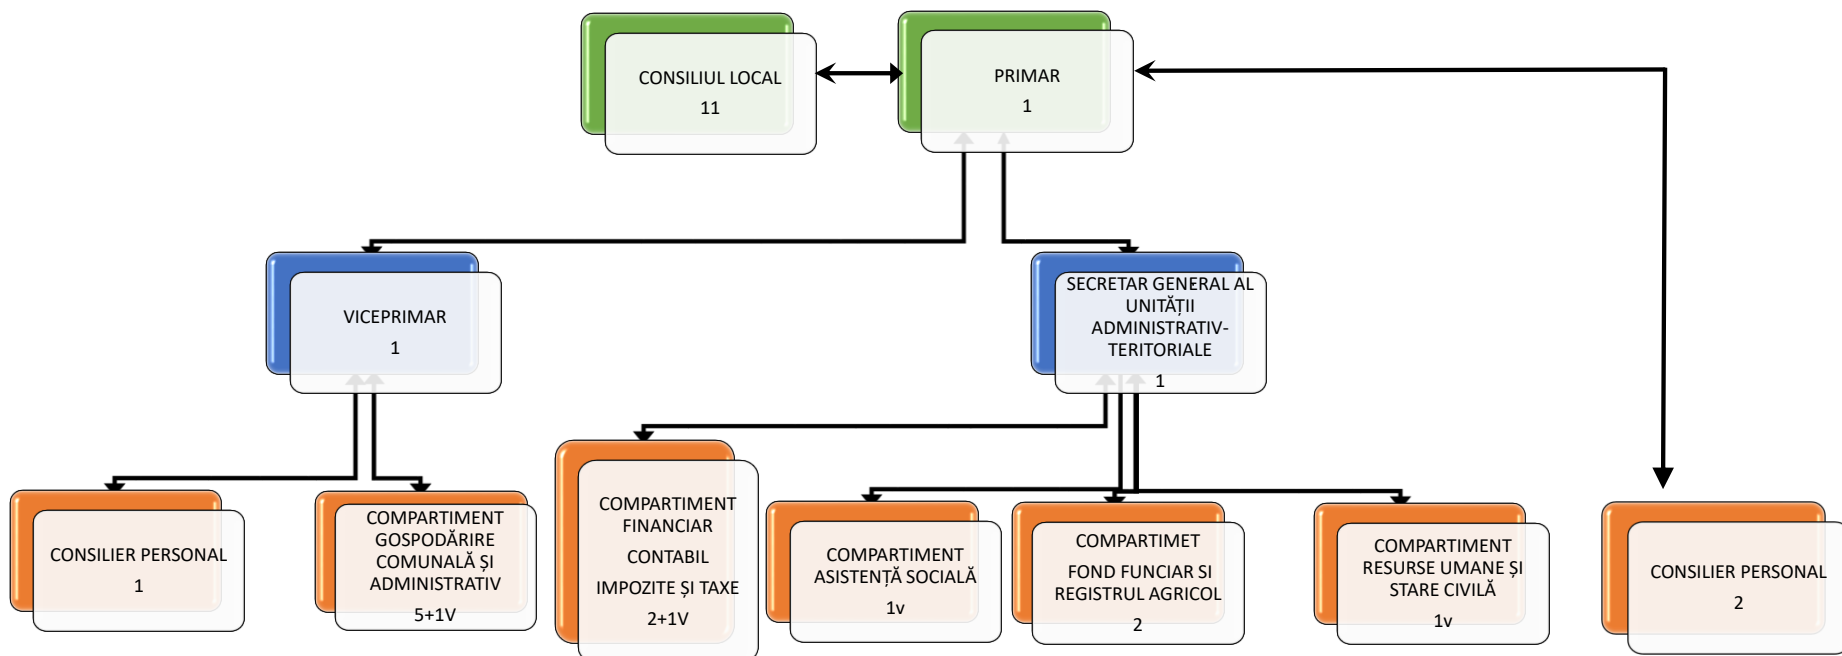 CONSILIUL LOCAL
11
PRIMAR
1
VICEPRIMAR
1
SECRETAR GENERAL AL
UNITĂȚII
ADMINISTRATIV-
TERITORIALE
1
CONSILIER PERSONAL
1
COMPARTIMENT
GOSPODĂRIRE
COMUNALĂ ȘI
ADMINISTRATIV
5+1V
COMPARTIMENT
FINANCIAR
CONTABIL
IMPOZITE ȘI TAXE
2+1V
COMPARTIMENT
ASISTENȚĂ SOCIALĂ
1v
COMPARTIMET
FOND FUNCIAR SI
REGISTRUL AGRICOL
2
COMPARTIMENT
RESURSE UMANE ȘI
STARE CIVILĂ
1v
CONSILIER PERSONAL
2